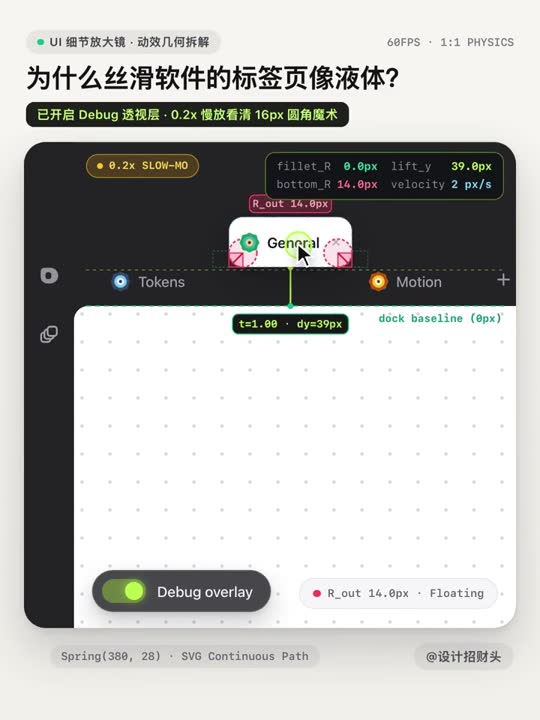 UI 细节放大镜 · 动效几何拆解
60FPS · 1:1 PHYSICS
为什么丝滑软件的标签页像液体?
已开启 Debug 透视层 · 0.2x 慢放看清 16px 圆角魔术
0.2x SLOW-MO
fillet_R 0.0px lift_y 39.0px
bottom_R 14.0px velocity 2 px/s
R_out 14.0px
General
Tokens
Motion
t=1.00 · dy=39px
dock baseline (0px)
Debug overlay
R_out 14.0px · Floating
Spring(380, 28) · SVG Continuous Path
@设计招财头